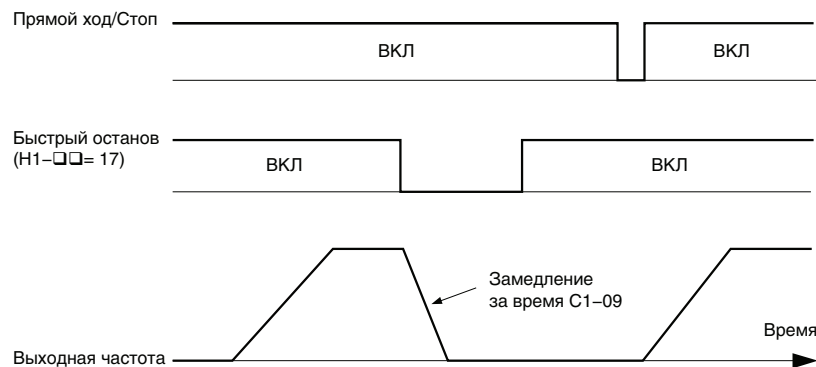 Прямой ход/Стоп
ВКЛ
ВКЛ
Быстрый останов
(H1–❑❑= 17)
ВКЛ
ВКЛ
Замедление
за время C1–09
Время
Выходная частота